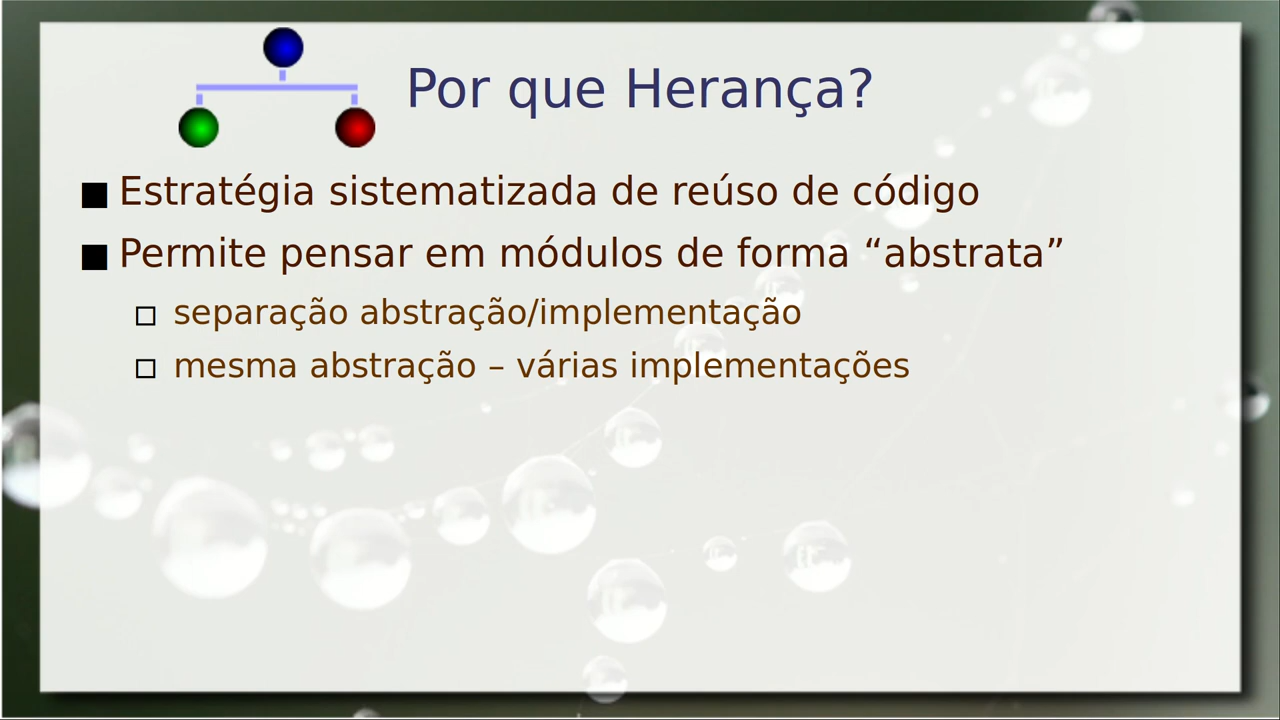 Por que Herança?
■ Estratégia sistematizada de reúso de código
■ Permite pensar em módulos de forma “abstrata”
□ separação abstração/implementação
□ mesma abstração – várias implementações